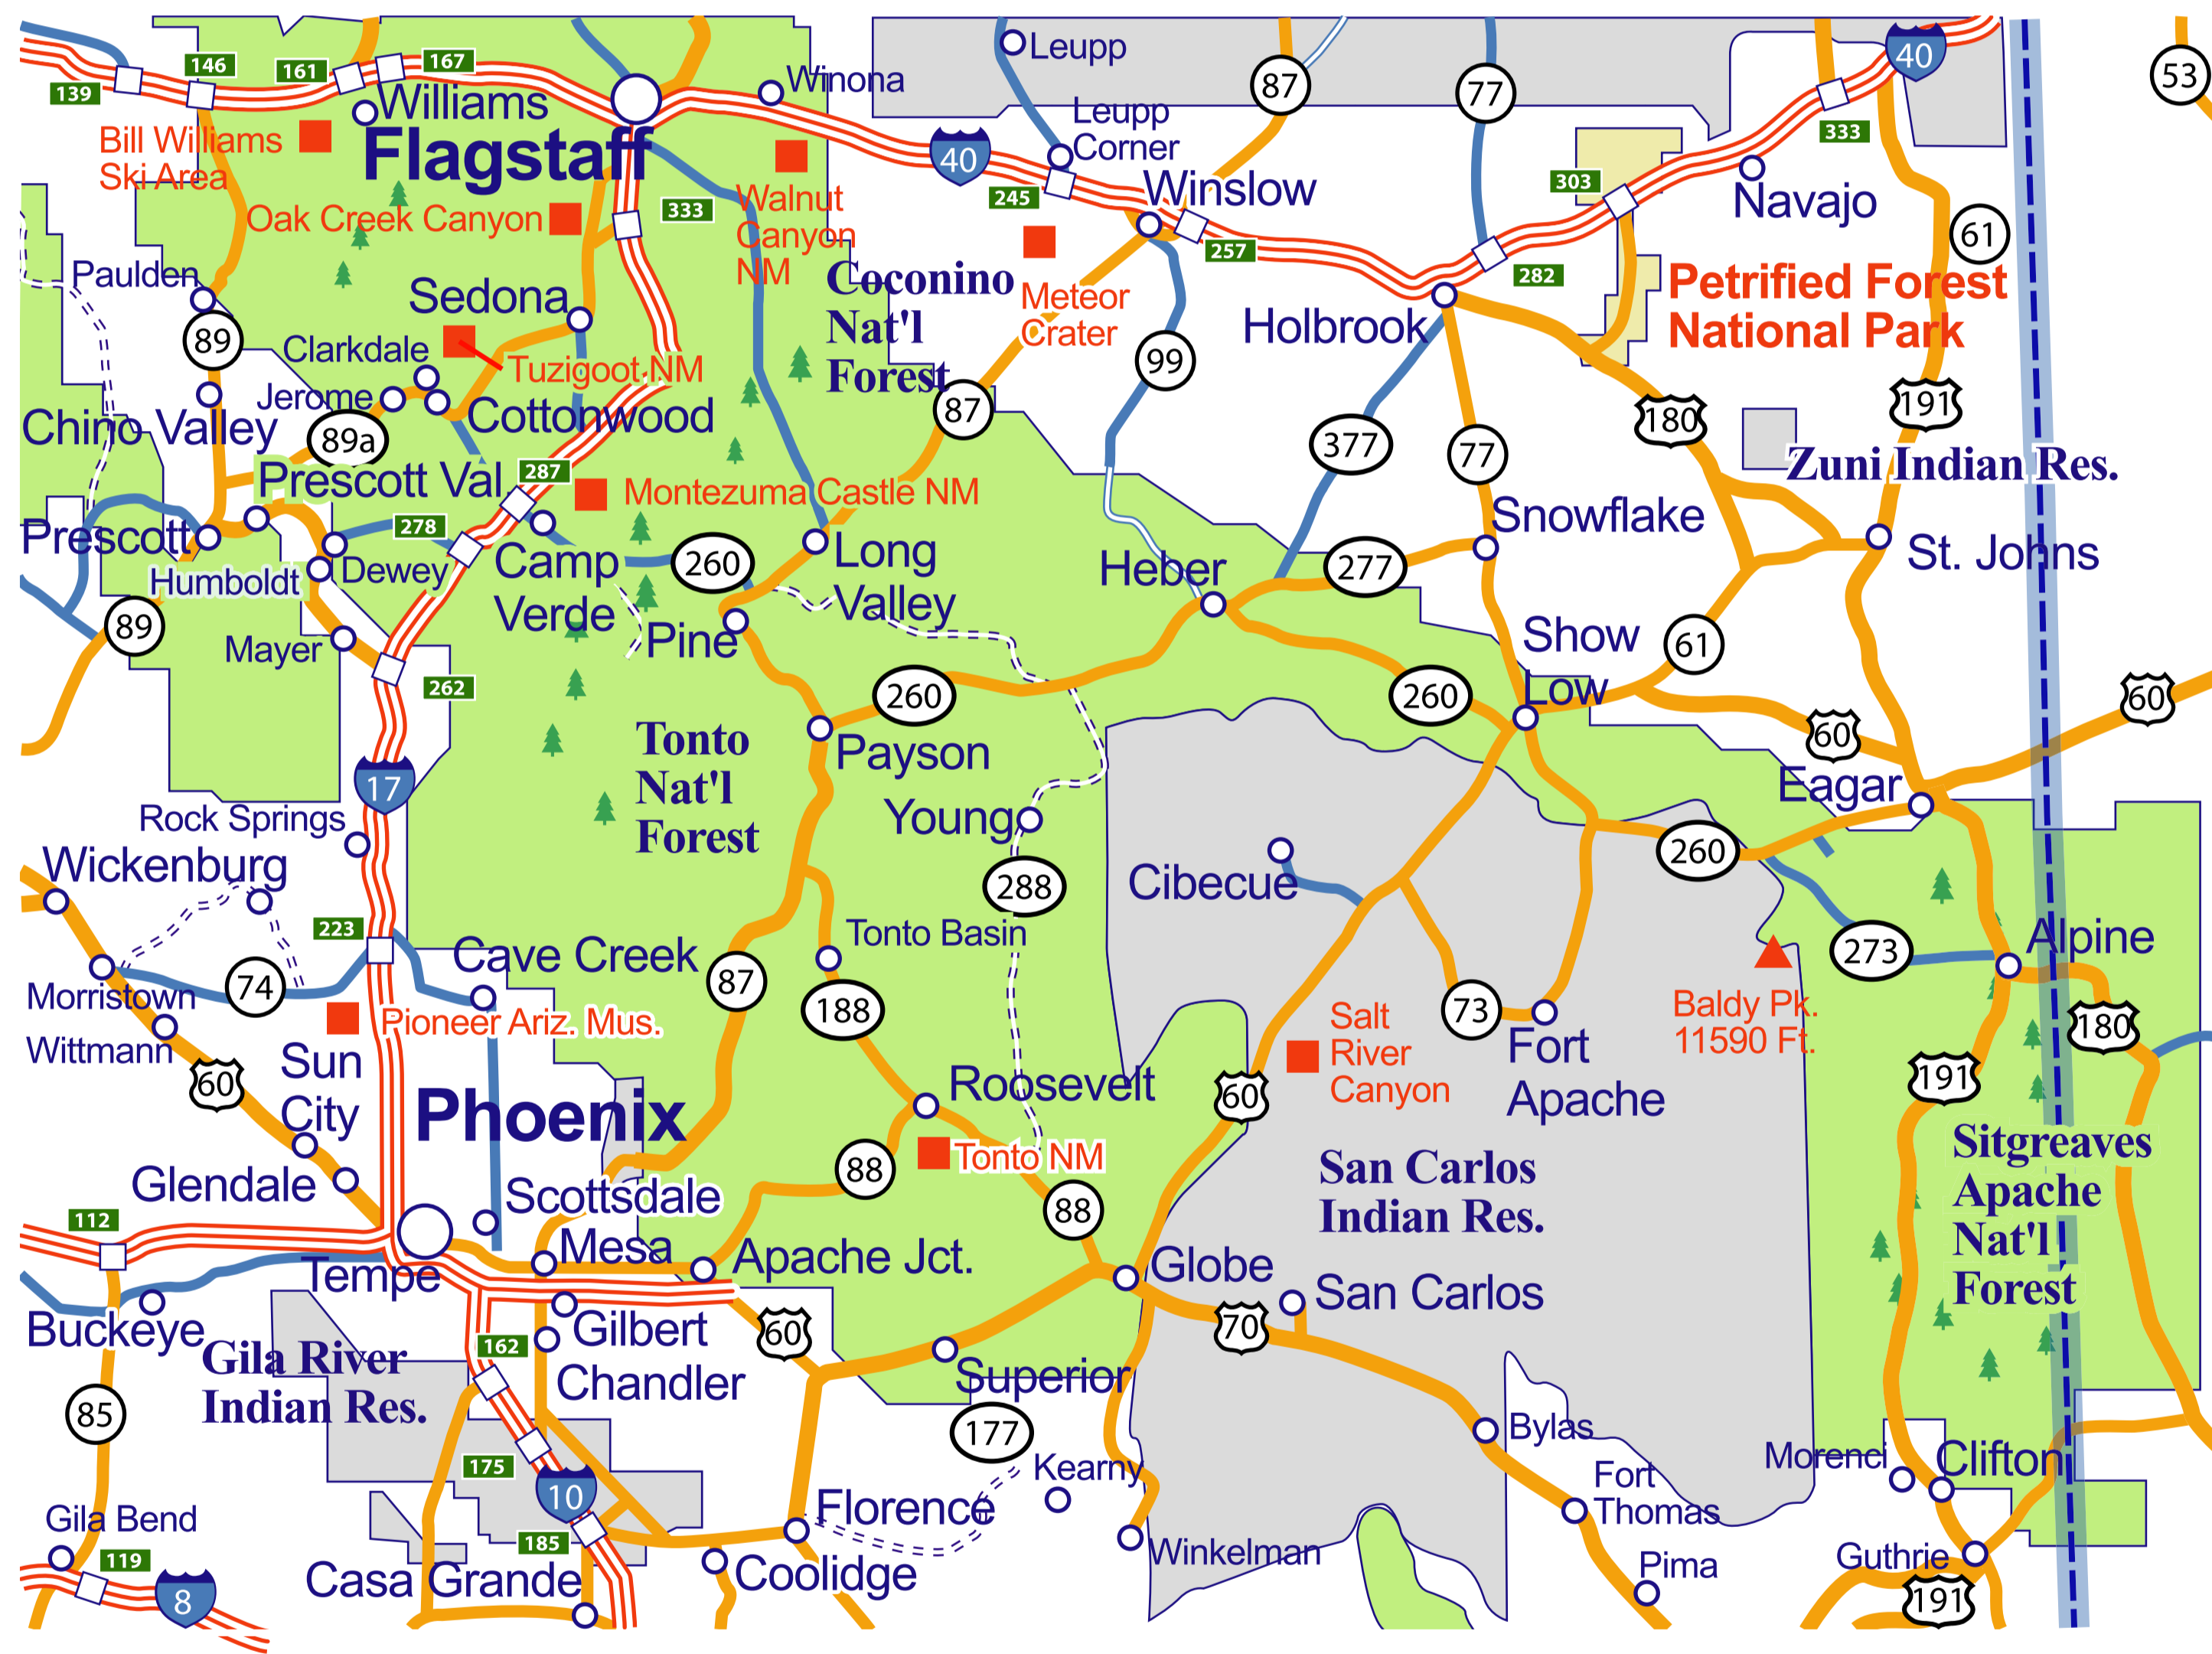 Leupp
87
77
40
53
146
161
167
139
Winona
Williams
Flagstaff
Bill Williams
Ski Area
Leupp
Corner
40
245
333
303
Navajo
Winslow
Oak Creek Canyon
333
Walnut
Canyon
NM
257
282
61
Paulden
Sedona
Coconino
Nat'l
Forest
Meteor
Crater
Holbrook
Petrified Forest
National Park
89
Clarkdale
Tuzigoot NM
99
Jerome
Cottonwood
87
180
191
Chino Valley
89a
377
77
Zuni Indian Res.
Prescott Val.
287
Montezuma Castle NM
Snowflake
Prescott
278
Camp
Verde
260
Long
Valley
Heber
277
St. Johns
Humboldt
Dewey
89
Mayer
Pine
Show
Low
61
262
260
260
60
60
Tonto
Nat'l
Forest
Payson
17
Eagar
Rock Springs
Young
Wickenburg
288
Cibecue
260
223
Cave Creek
Tonto Basin
273
Alpine
Morristown
74
87
188
73
Baldy Pk.
11590 Ft.
Pioneer Ariz. Mus.
Salt
River
Canyon
Fort
Apache
180
Wittmann
60
Sun
City
Phoenix
Roosevelt
60
191
Glendale
Scottsdale
88
Tonto NM
88
San Carlos
Indian Res.
Sitgreaves
Apache
Nat'l
Forest
112
Tempe
Mesa
Apache Jct.
Globe
San Carlos
Buckeye
162
Gilbert
60
70
Gila River
Indian Res.
Chandler
Superior
85
177
Bylas
175
Kearny
Morenci
Clifton
10
Fort
Thomas
Gila Bend
Florence
119
185
Winkelman
Guthrie
8
Casa Grande
Coolidge
Pima
191